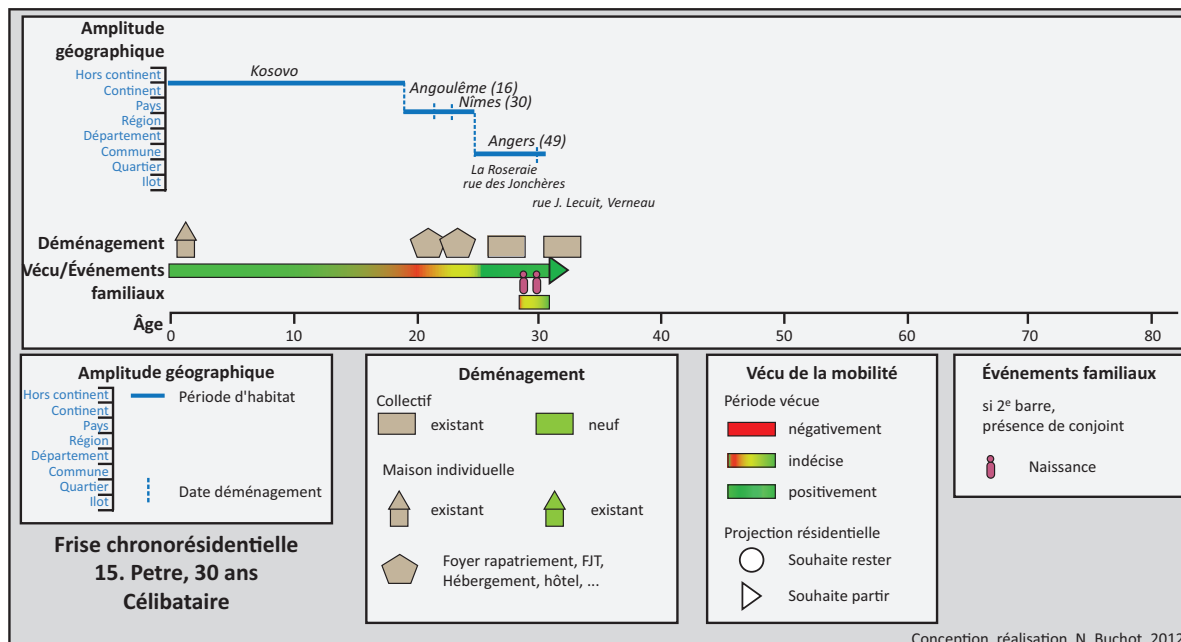 Amplitude
géographique
Hors continent
Continent
Pays
Région
Département
Commune
Quartier
Ilot
Kosovo
Angoulême (16)
Nîmes (30)
Angers (49)
La Roseraie
rue des Jonchères
rue J. Lecuit, Verneau
Déménagement
Vécu/Événements
familiaux
Âge
0 10 20 30 40 50 60 70 80
Amplitude géographique
Hors continent
Continent
Pays
Région
Département
Commune
Quartier
Ilot
Période d'habitat
Date déménagement
Frise chronorésidentielle
15. Petre, 30 ans
Célibataire
Déménagement
Collectif
existant
neuf
Maison individuelle
existant
existant
Foyer rapatriement, FJT,
Hébergement, hôtel, ...
Vécu de la mobilité
Période vécue
négativement
indécise
positivement
Projection résidentielle
Souhaite rester
Souhaite partir
Événements familiaux
si 2e barre,
présence de conjoint
Naissance
Conception, réalisation, N. Buchot, 2012